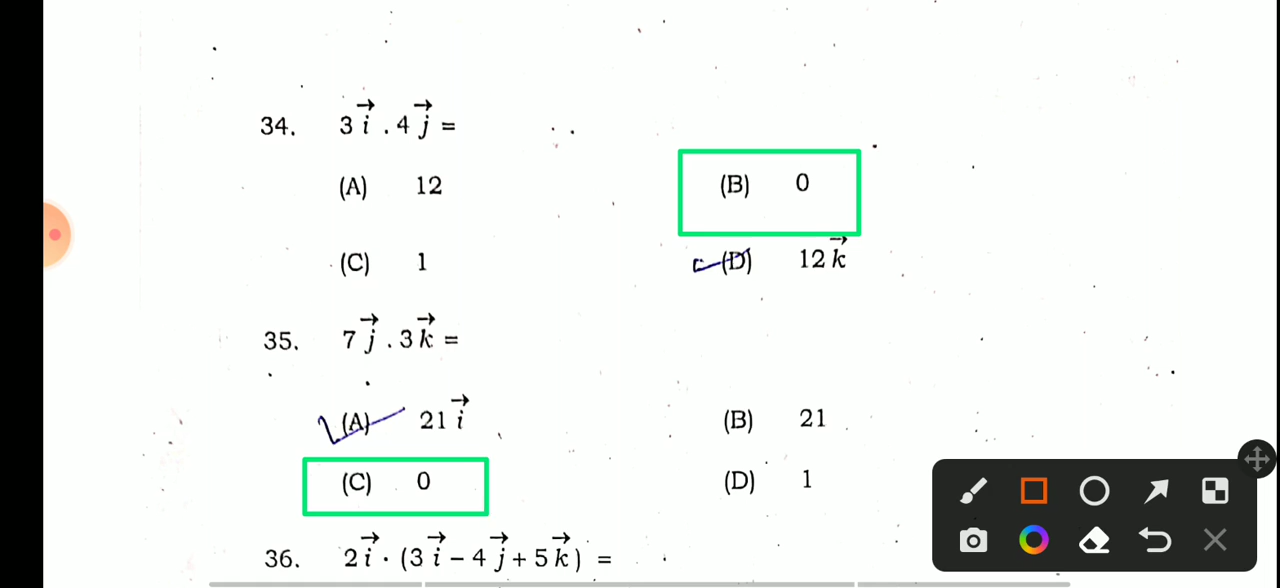 34. 3 i⃗ . 4 j⃗ =
(A) 12 (B) 0
(C) 1 (D) 12 k⃗
35. 7 j⃗ . 3 k⃗ =
(A) 21 i⃗ (B) 21
(C) 0 (D) 1
36. 2 i⃗ · (3 i⃗ − 4 j⃗ + 5 k⃗) =